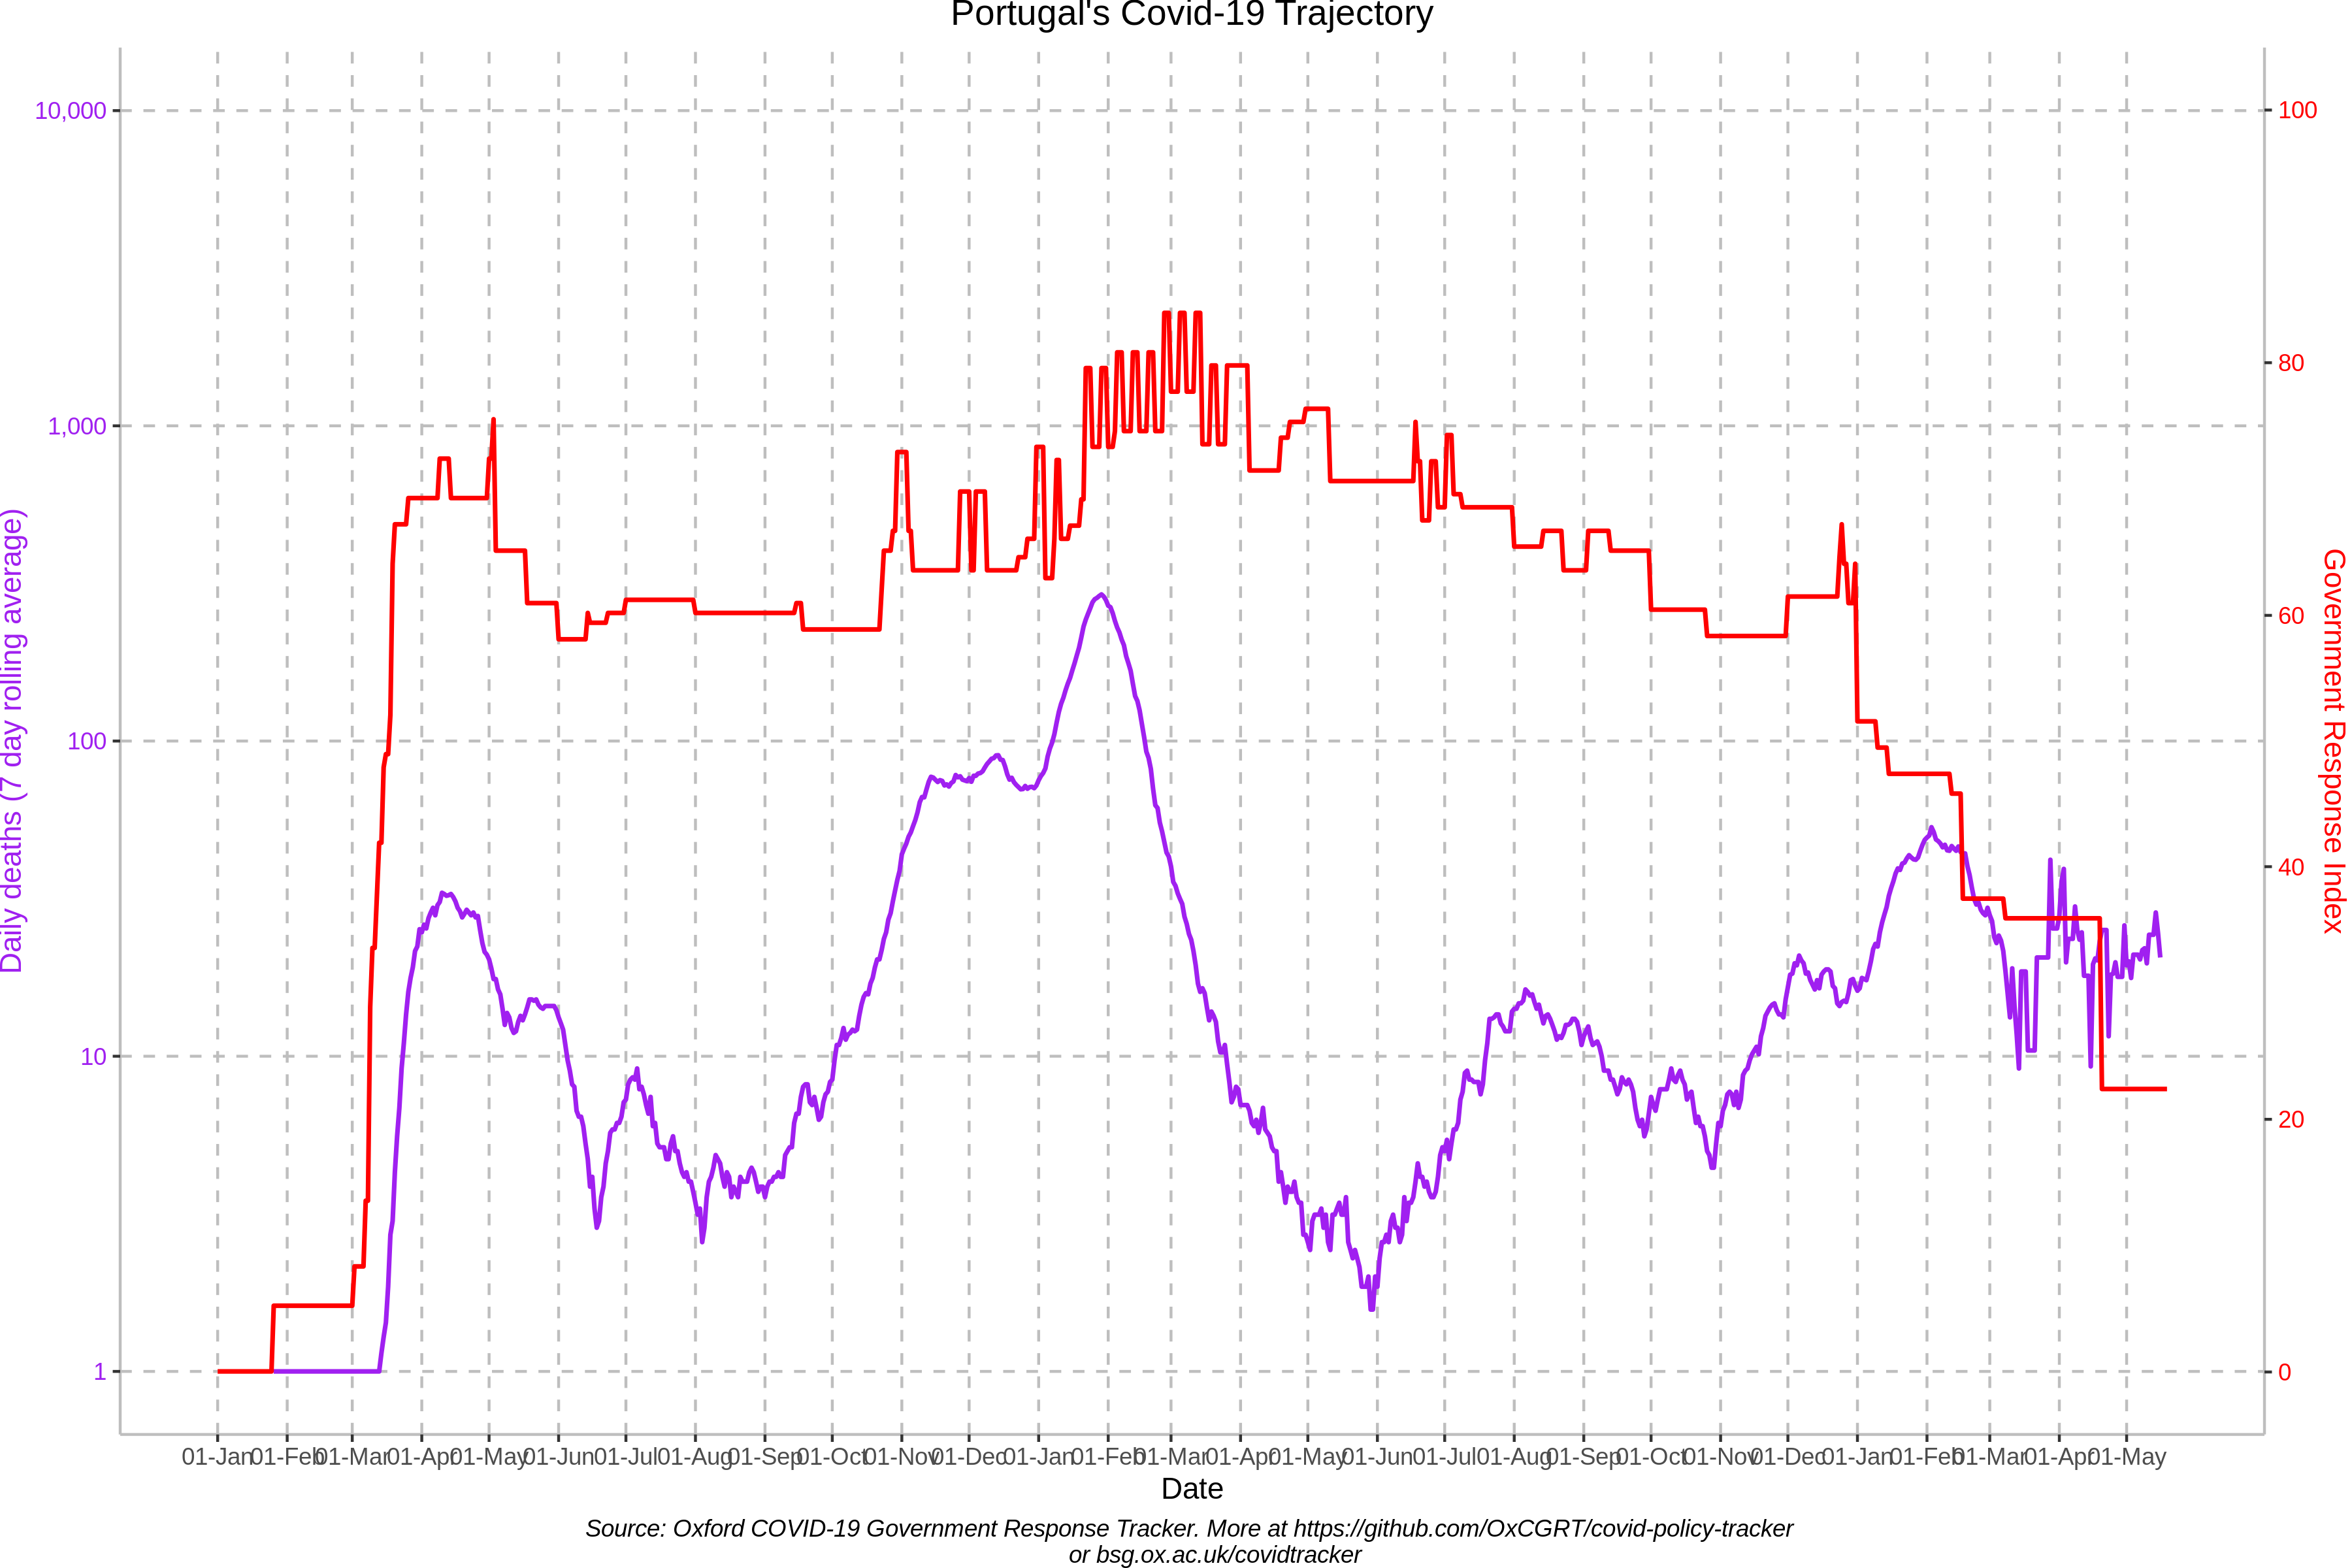 Portugal's Covid-19 Trajectory
10,000
1,000
100
10
1
Daily deaths (7 day rolling average)
100
80
60
40
20
0
Government Response Index
01-Jan 01-Feb 01-Mar 01-Apr 01-May 01-Jun 01-Jul 01-Aug 01-Sep 01-Oct 01-Nov 01-Dec 01-Jan 01-Feb 01-Mar 01-Apr 01-May 01-Jun 01-Jul 01-Aug 01-Sep 01-Oct 01-Nov 01-Dec 01-Jan 01-Feb 01-Mar 01-Apr 01-May
Date
Source: Oxford COVID-19 Government Response Tracker. More at https://github.com/OxCGRT/covid-policy-tracker
or bsg.ox.ac.uk/covidtracker